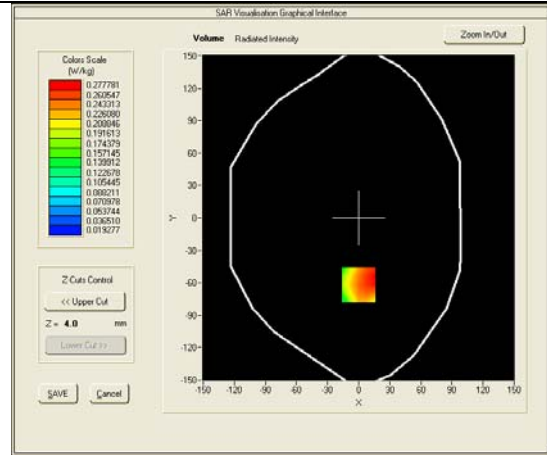 SAR Visualisation Graphical Interface
Volume Radiated Intensity
Zoom In/Out
Colors Scale
(W/kg)
0.277781
0.260547
0.243313
0.226080
0.208846
0.191613
0.174379
0.157145
0.139912
0.122678
0.105445
0.088211
0.070978
0.053744
0.036510
0.019277
Z Cuts Control
<< Upper Cut
Z = 4.0 mm
Lower Cut >>
SAVE Cancel
150-
120-
90-
60-
30-
0-
-30-
-60-
-90-
-120-
-150-
Y
-150 -120 -90 -60 -30 0 30 60 90 120 150
X